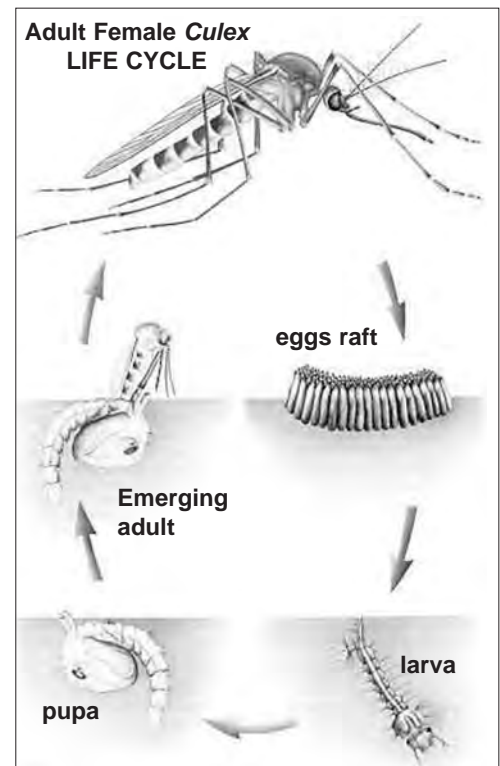 Adult Female Culex
LIFE CYCLE
eggs raft
Emerging
adult
larva
pupa